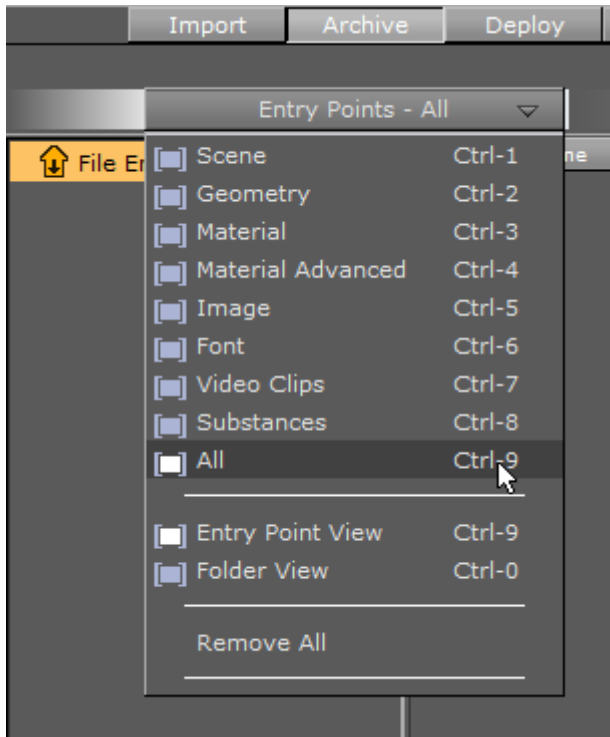 Import Archive Deploy
Entry Points - All
File
Scene Ctrl-1
Geometry Ctrl-2
Material Ctrl-3
Material Advanced Ctrl-4
Image Ctrl-5
Font Ctrl-6
Video Clips Ctrl-7
Substances Ctrl-8
All Ctrl-9
Entry Point View Ctrl-9
Folder View Ctrl-0
Remove All